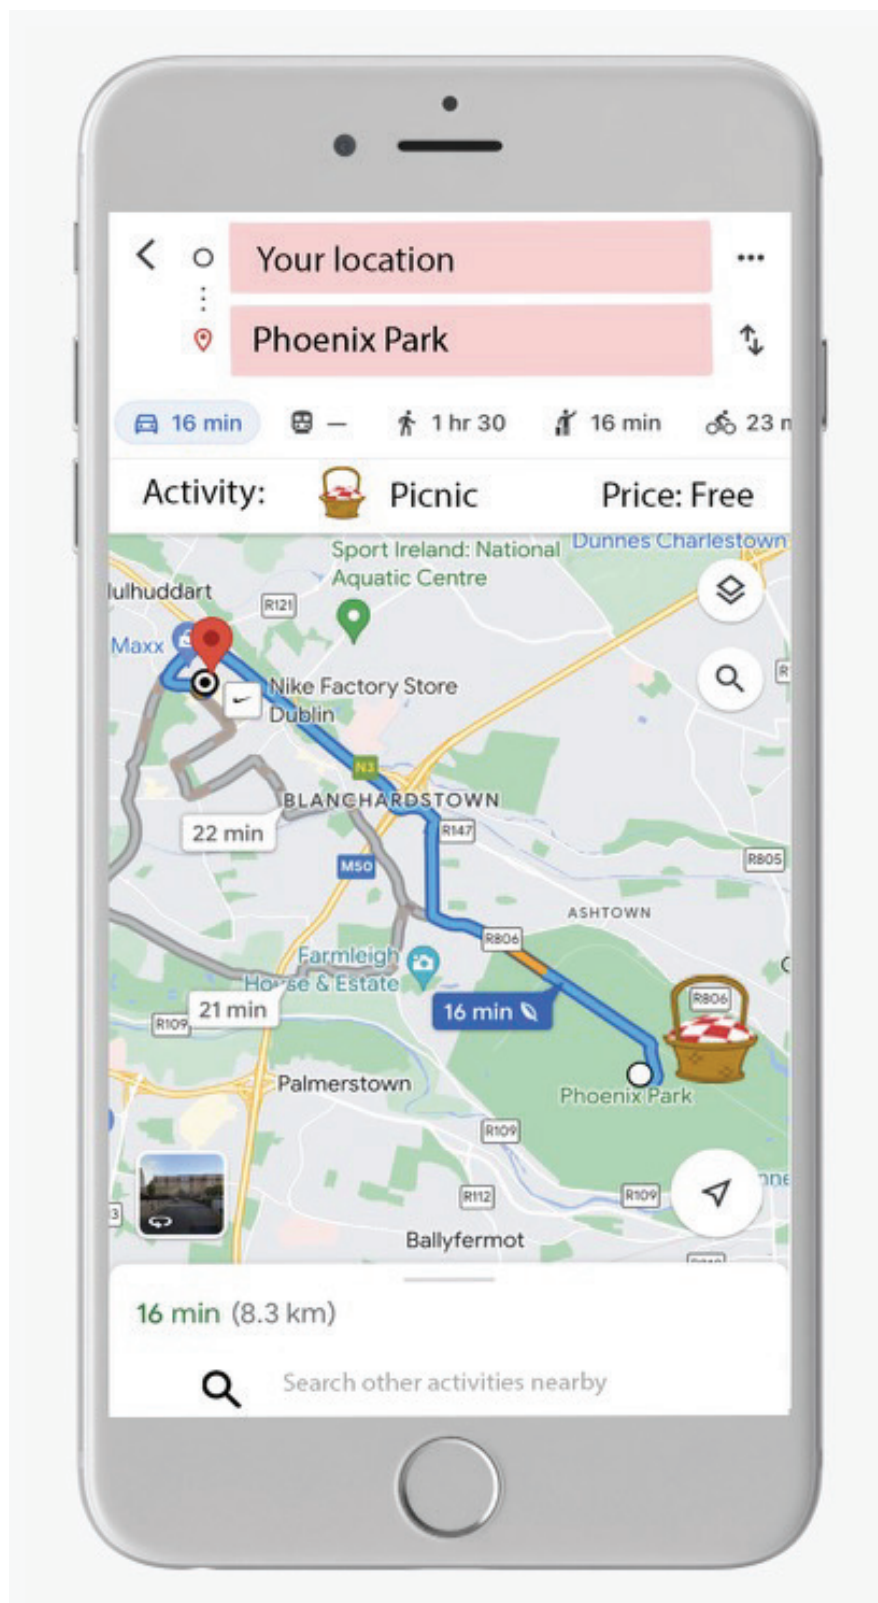 Your location
Phoenix Park
16 min
—
1 hr 30
16 min
23
Activity:
Picnic
Price: Free
Sport Ireland: National
Aquatic Centre
Dunnes Charlestown
ulhuddart
R121
Maxx
Nike Factory Store
Dublin
N3
BLANCHARDSTOWN
22 min
R147
M50
R805
ASHTOWN
R806
Farmleigh
House & Estate
R806
21 min
16 min
R109
Palmerstown
Phoenix Park
R109
R112
R109
Ballyfermot
16 min (8.3 km)
Search other activities nearby